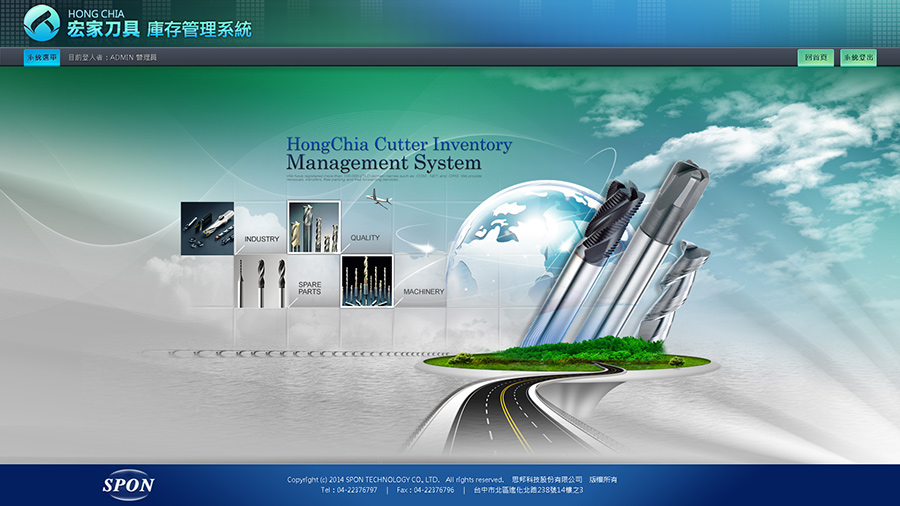 HONG CHIA
宏家刀具 庫存管理系統
系統選單 目前登入者：ADMIN 管理員 回首頁 系統登出
HongChia Cutter Inventory
Management System
INDUSTRY
QUALITY
SPARE
PARTS
MACHINERY
SPON
Copyright (c) 2014 SPON TECHNOLOGY CO., LTD. All rights reserved. 思邦科技股份有限公司 版權所有
Tel : 04-22376797 | Fax : 04-22376796 | 台中市北區進化北路238號14樓之3